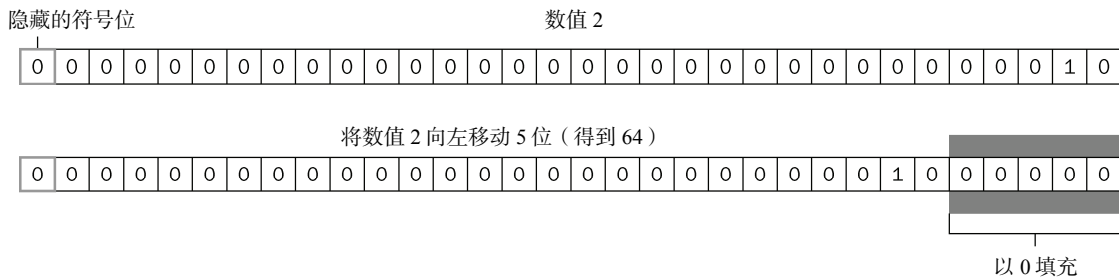 隐藏的符号位
数值 2
0 0 0 0 0 0 0 0 0 0 0 0 0 0 0 0 0 0 0 0 0 0 0 0 0 0 0 0 0 0 1 0
将数值 2 向左移动 5 位（得到 64）
0 0 0 0 0 0 0 0 0 0 0 0 0 0 0 0 0 0 0 0 0 0 0 0 0 1 0 0 0 0 0 0
以 0 填充